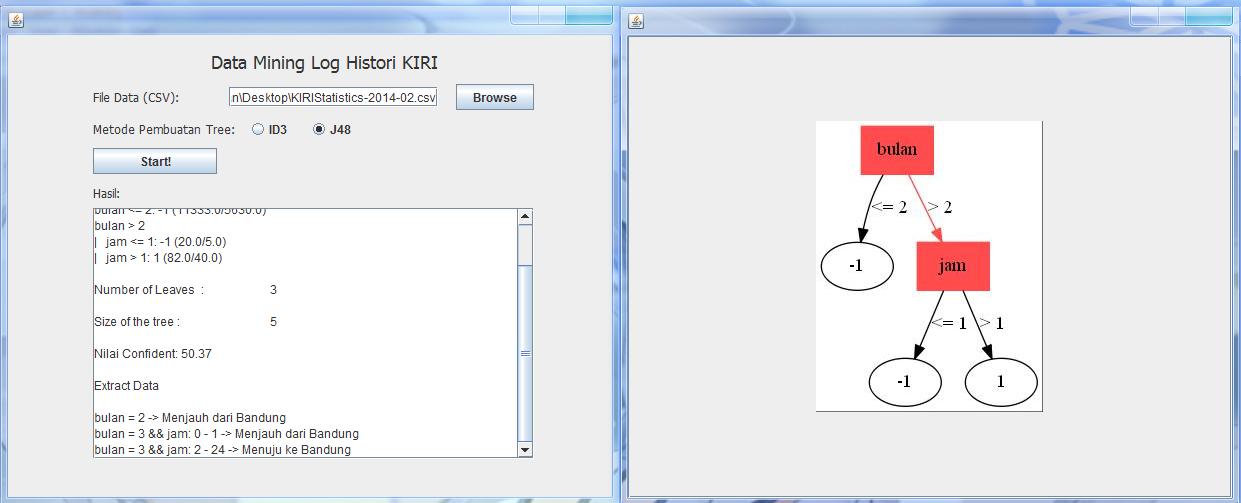 Data Mining Log Histori KIRI
File Data (CSV): n\Desktop\KIRIStatistics-2014-02.csv Browse
Metode Pembuatan Tree: ID3 J48
Start!
Hasil:
bulan <= 2: -1 (11333.0/5630.0)
bulan > 2
| jam <= 1: -1 (20.0/5.0)
| jam > 1: 1 (82.0/40.0)
Number of Leaves : 3
Size of the tree : 5
Nilai Confident: 50.37
Extract Data
bulan = 2 -> Menjauh dari Bandung
bulan = 3 && jam: 0 - 1 -> Menjauh dari Bandung
bulan = 3 && jam: 2 - 24 -> Menuju ke Bandung
bulan
<= 2 > 2
-1 jam
<= 1 > 1
-1 1